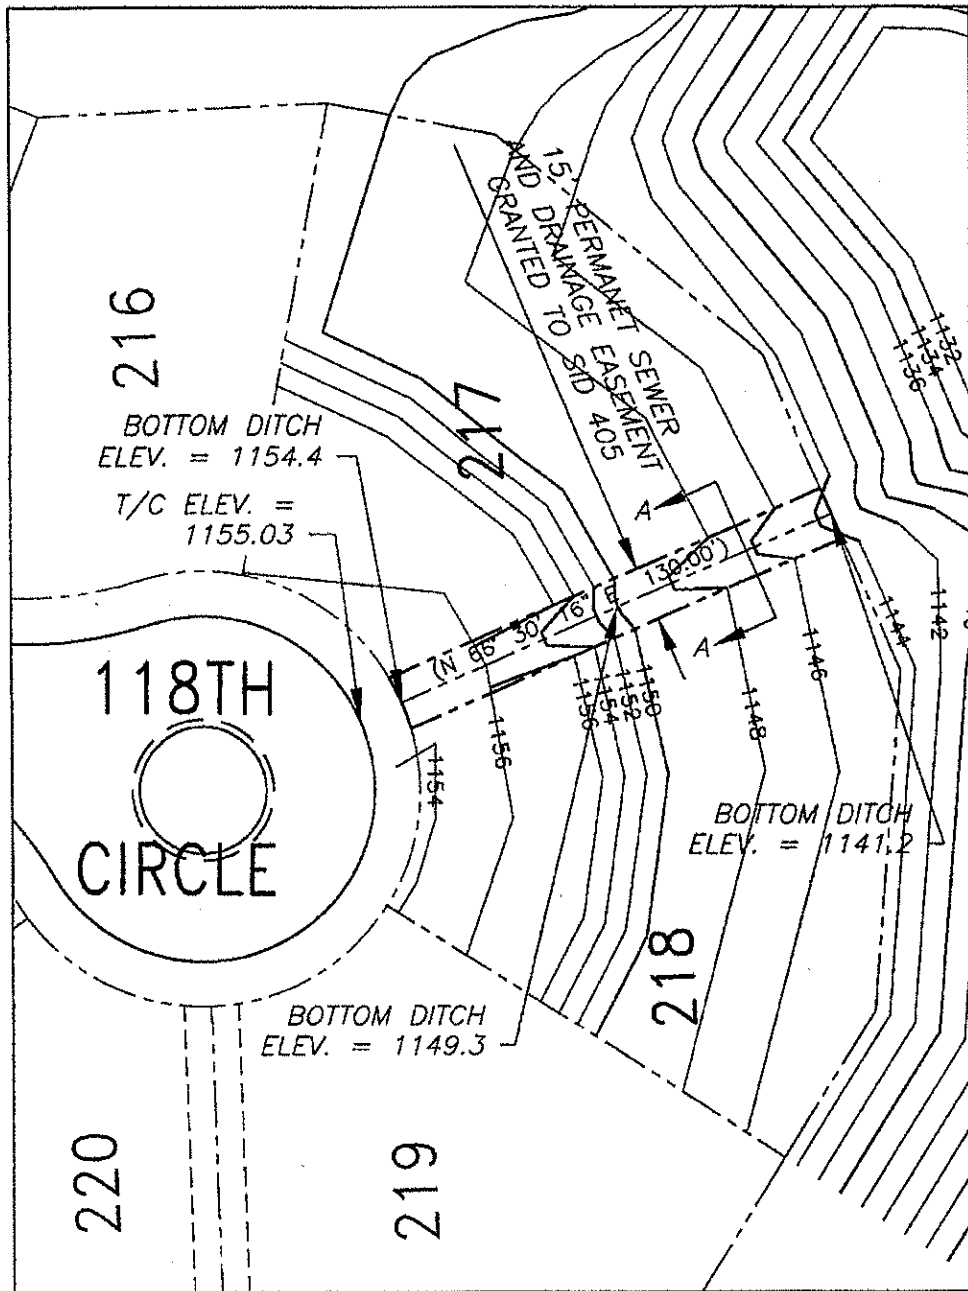 15' PERMANET SEWER
AND DRAINAGE EASEMENT
GRANTED TO SID 405
216
217
BOTTOM DITCH
ELEV. = 1154.4
T/C ELEV. =
1155.03
A
A
(N 66° 30' 16" E 130.00')
118TH
CIRCLE
1132
1134
1136
1142
1144
1146
1148
1150
1152
1154
1156
1156
1154
BOTTOM DITCH
ELEV. = 1141.2
218
BOTTOM DITCH
ELEV. = 1149.3
220
219